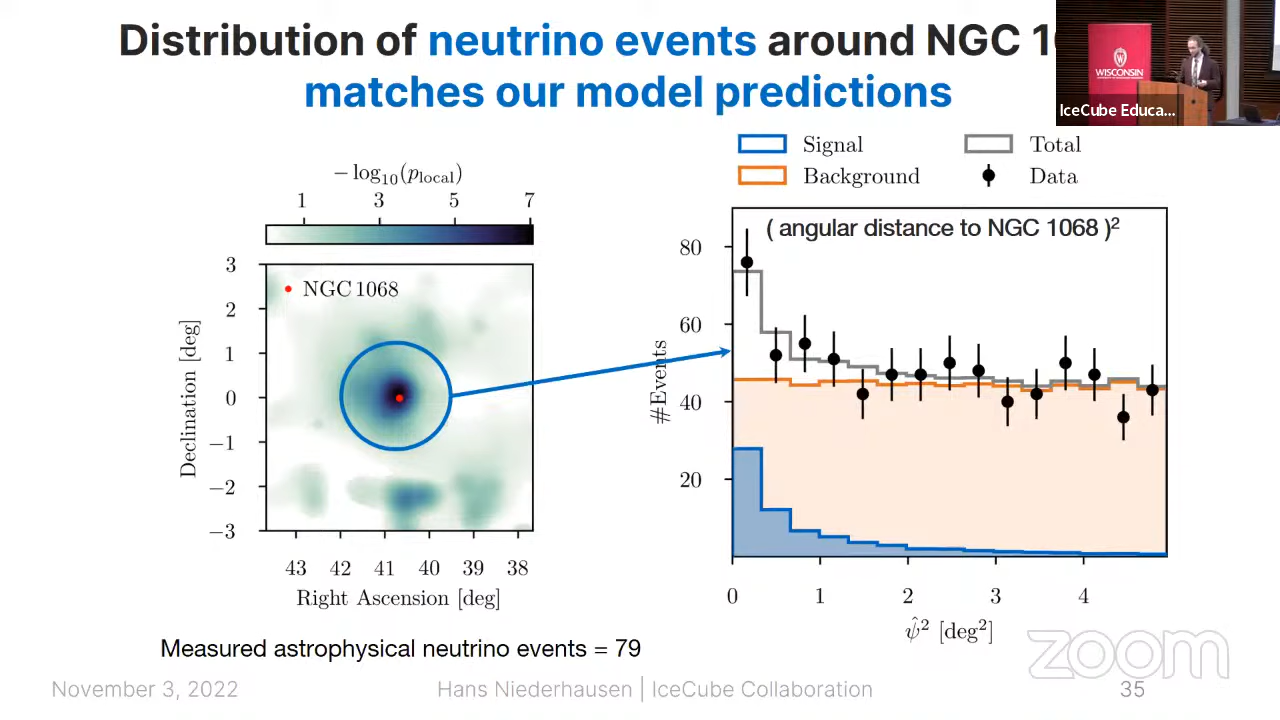 Distribution of neutrino events around NGC
matches our model predictions
WISCONSIN
IceCube Educa...
Signal
Total
Background
Data
− log₁₀(p_local)
1 3 5 7
NGC 1068
3
2
1
0
−1
−2
−3
Declination [deg]
43 42 41 40 39 38
Right Ascension [deg]
( angular distance to NGC 1068 )²
80
60
40
20
#Events
0 1 2 3 4
ψ̂² [deg²]
Measured astrophysical neutrino events = 79
zoom
November 3, 2022
Hans Niederhausen | IceCube Collaboration
35